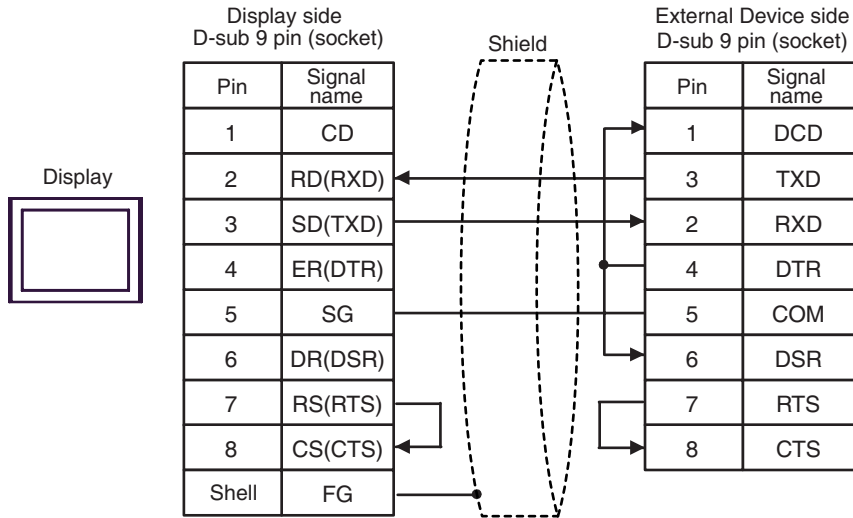 Display side
D-sub 9 pin (socket)
Shield
External Device side
D-sub 9 pin (socket)
Display
Pin Signal name
1 CD
2 RD(RXD)
3 SD(TXD)
4 ER(DTR)
5 SG
6 DR(DSR)
7 RS(RTS)
8 CS(CTS)
Shell FG
Pin Signal name
1 DCD
3 TXD
2 RXD
4 DTR
5 COM
6 DSR
7 RTS
8 CTS